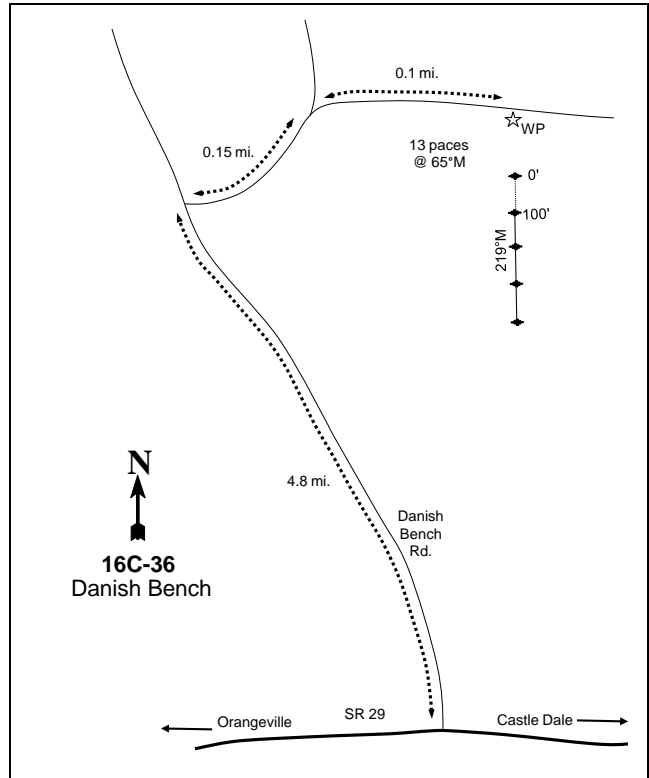 0.1 mi.
WP
13 paces
@ 65°M
0.15 mi.
0'
100'
219°M
4.8 mi.
N
16C-36
Danish Bench
Danish
Bench
Rd.
Orangeville
SR 29
Castle Dale